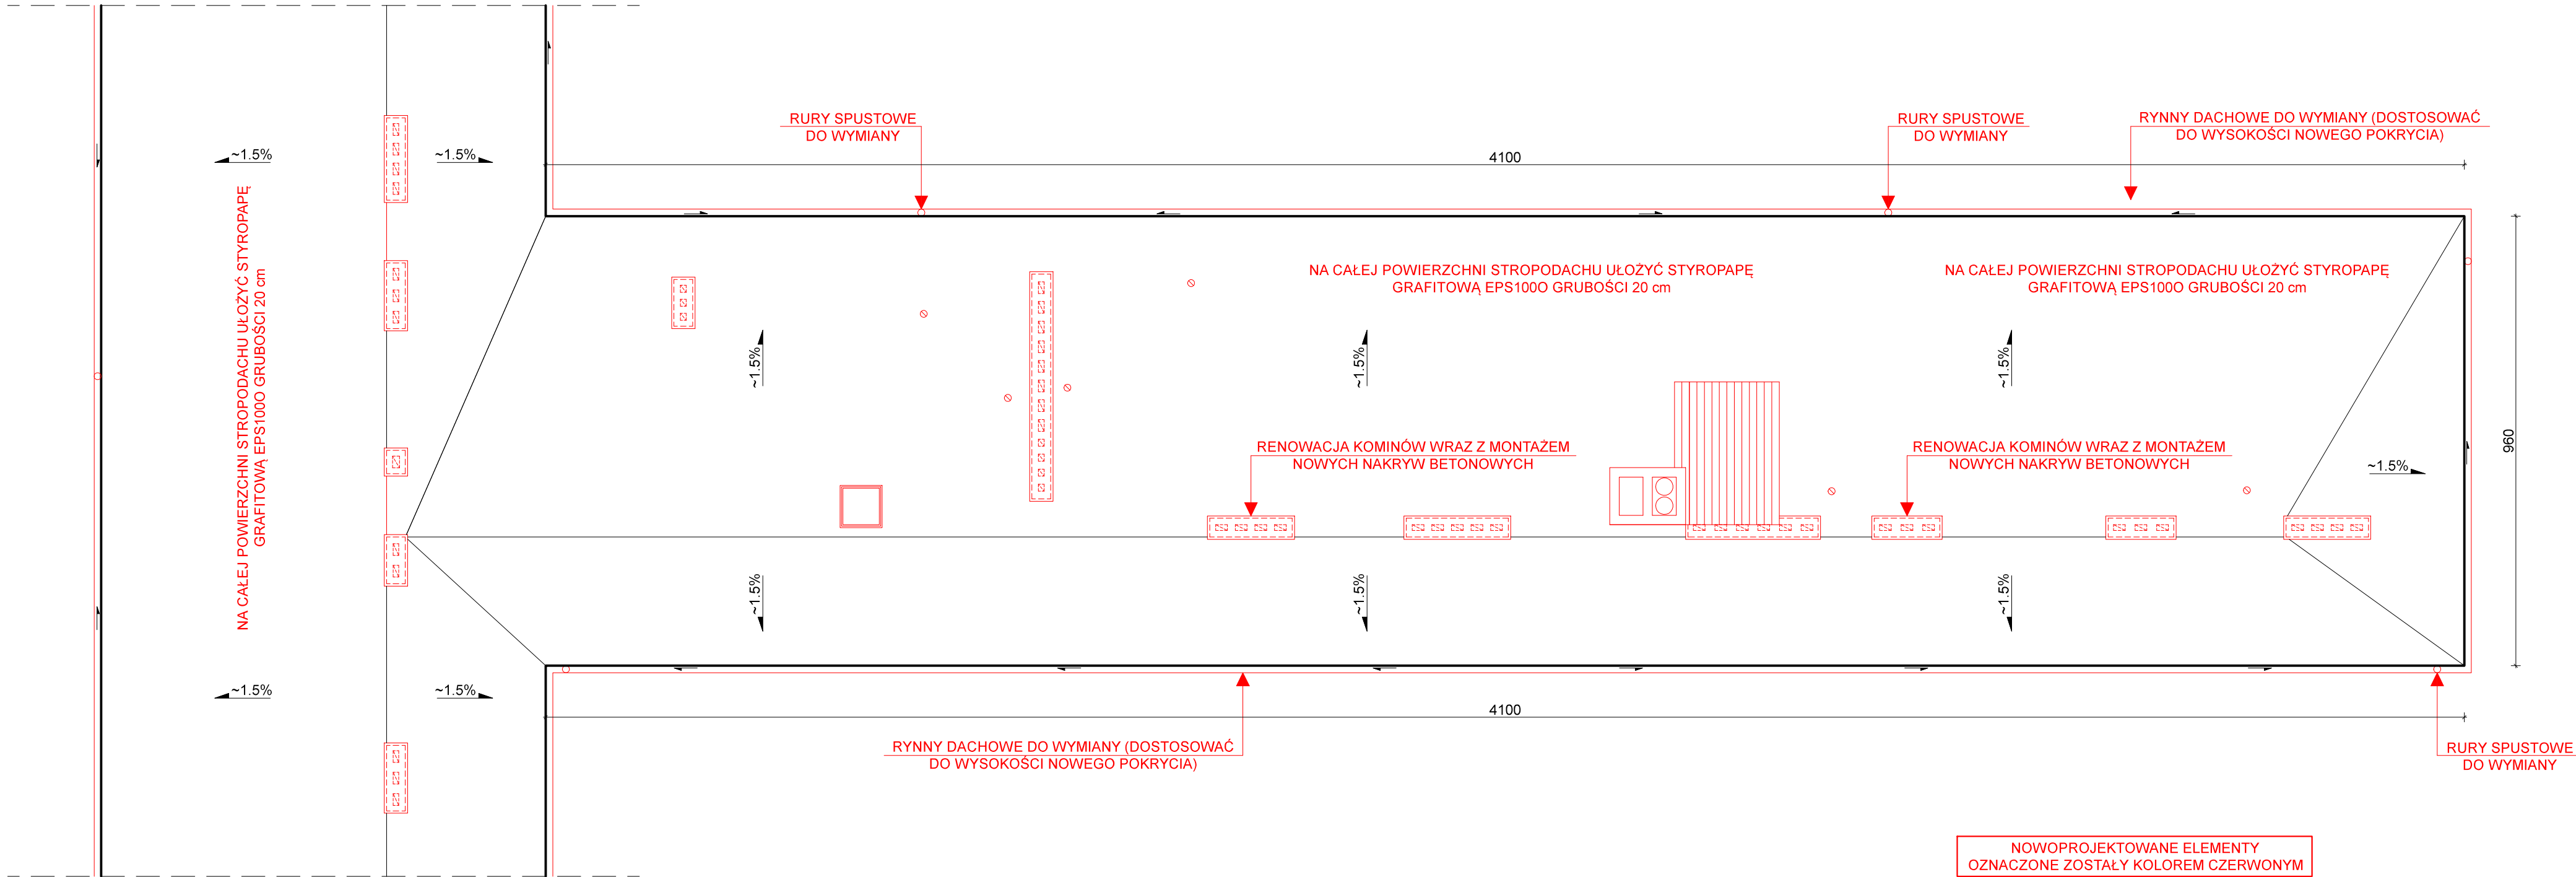 RURY SPUSTOWE
DO WYMIANY
RURY SPUSTOWE
DO WYMIANY
RYNNY DACHOWE DO WYMIANY (DOSTOSOWAĆ
DO WYSOKOŚCI NOWEGO POKRYCIA)
~1.5%
~1.5%
4100
NA CAŁEJ POWIERZCHNI STROPODACHU UŁOŻYĆ STYROPAPĘ
GRAFITOWĄ EPS100O GRUBOŚCI 20 cm
NA CAŁEJ POWIERZCHNI STROPODACHU UŁOŻYĆ STYROPAPĘ
GRAFITOWĄ EPS100O GRUBOŚCI 20 cm
NA CAŁEJ POWIERZCHNI STROPODACHU UŁOŻYĆ STYROPAPĘ
GRAFITOWĄ EPS100O GRUBOŚCI 20 cm
~1.5%
~1.5%
~1.5%
960
RENOWACJA KOMINÓW WRAZ Z MONTAŻEM
NOWYCH NAKRYW BETONOWYCH
RENOWACJA KOMINÓW WRAZ Z MONTAŻEM
NOWYCH NAKRYW BETONOWYCH
~1.5%
~1.5%
~1.5%
~1.5%
~1.5%
~1.5%
4100
RYNNY DACHOWE DO WYMIANY (DOSTOSOWAĆ
DO WYSOKOŚCI NOWEGO POKRYCIA)
RURY SPUSTOWE
DO WYMIANY
NOWOPROJEKTOWANE ELEMENTY
OZNACZONE ZOSTAŁY KOLOREM CZERWONYM